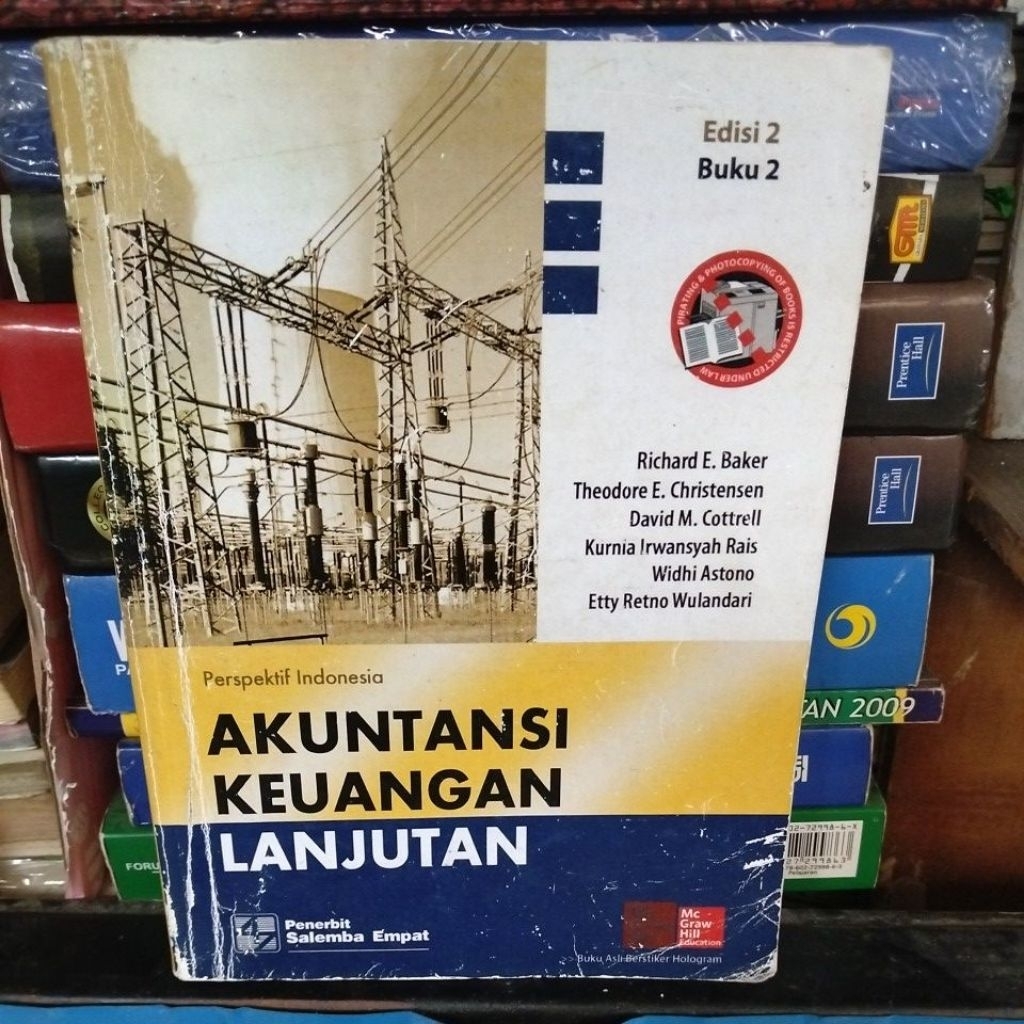 Edisi 2
Buku 2
PIRATING & PHOTOCOPYING OF BOOKS IS RESTRICTED UNDER LAW
Richard E. Baker
Theodore E. Christensen
David M. Cottrell
Kurnia Irwansyah Rais
Widhi Astono
Etty Retno Wulandari
Perspektif Indonesia
AKUNTANSI
KEUANGAN
LANJUTAN
Penerbit
Salemba Empat
Mc
Graw
Hill
Education
>> Buku Asli Berstiker Hologram
Prentice
Hall
Prentice
Hall
TAN 2009
FORU